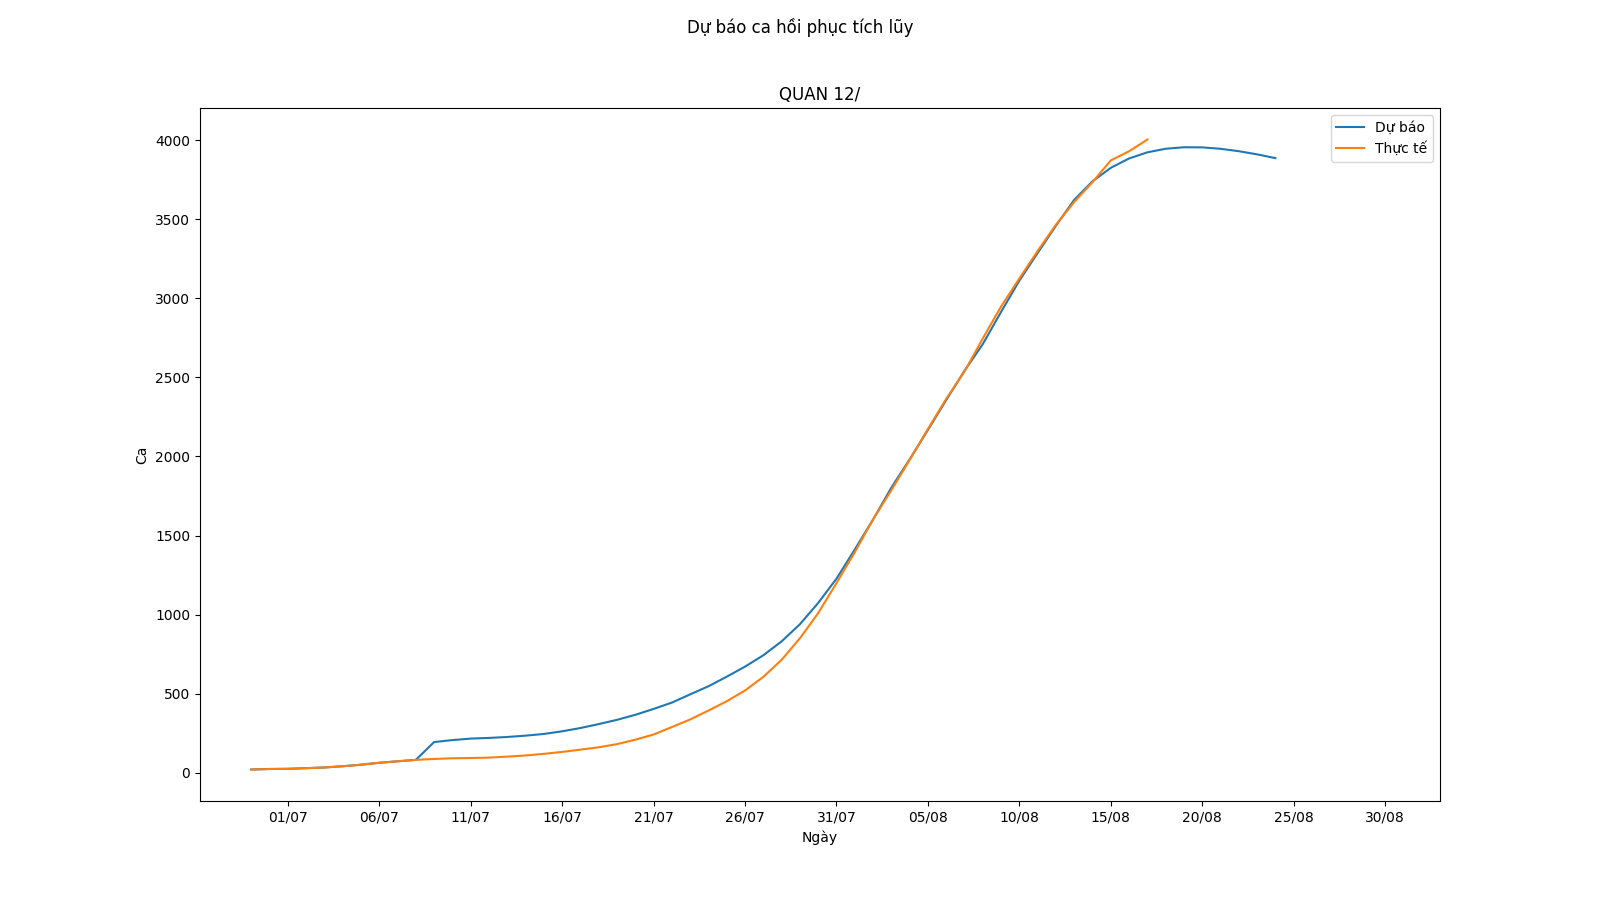 Dự báo ca hồi phục tích lũy
QUAN 12/
Dự báo
Thực tế
4000
3500
3000
2500
2000
1500
1000
500
0
Ca
01/07 06/07 11/07 16/07 21/07 26/07 31/07 05/08 10/08 15/08 20/08 25/08 30/08
Ngày